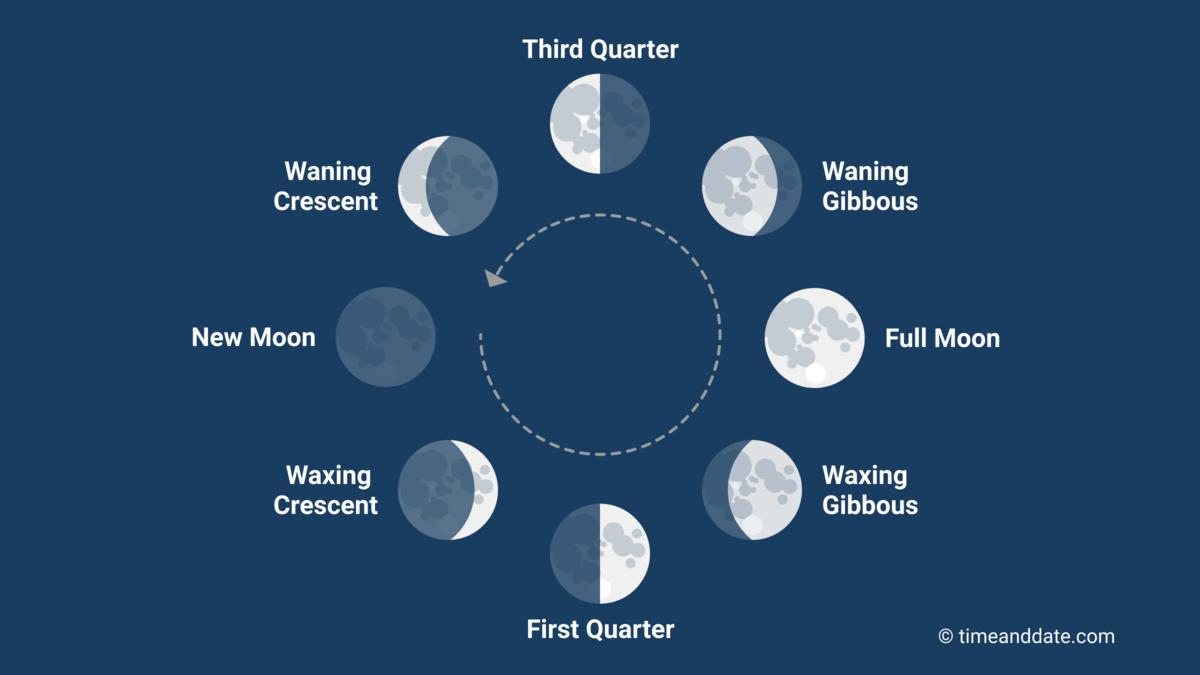 Third Quarter
Waning
Crescent
Waning
Gibbous
New Moon
Full Moon
Waxing
Crescent
Waxing
Gibbous
First Quarter
© timeanddate.com